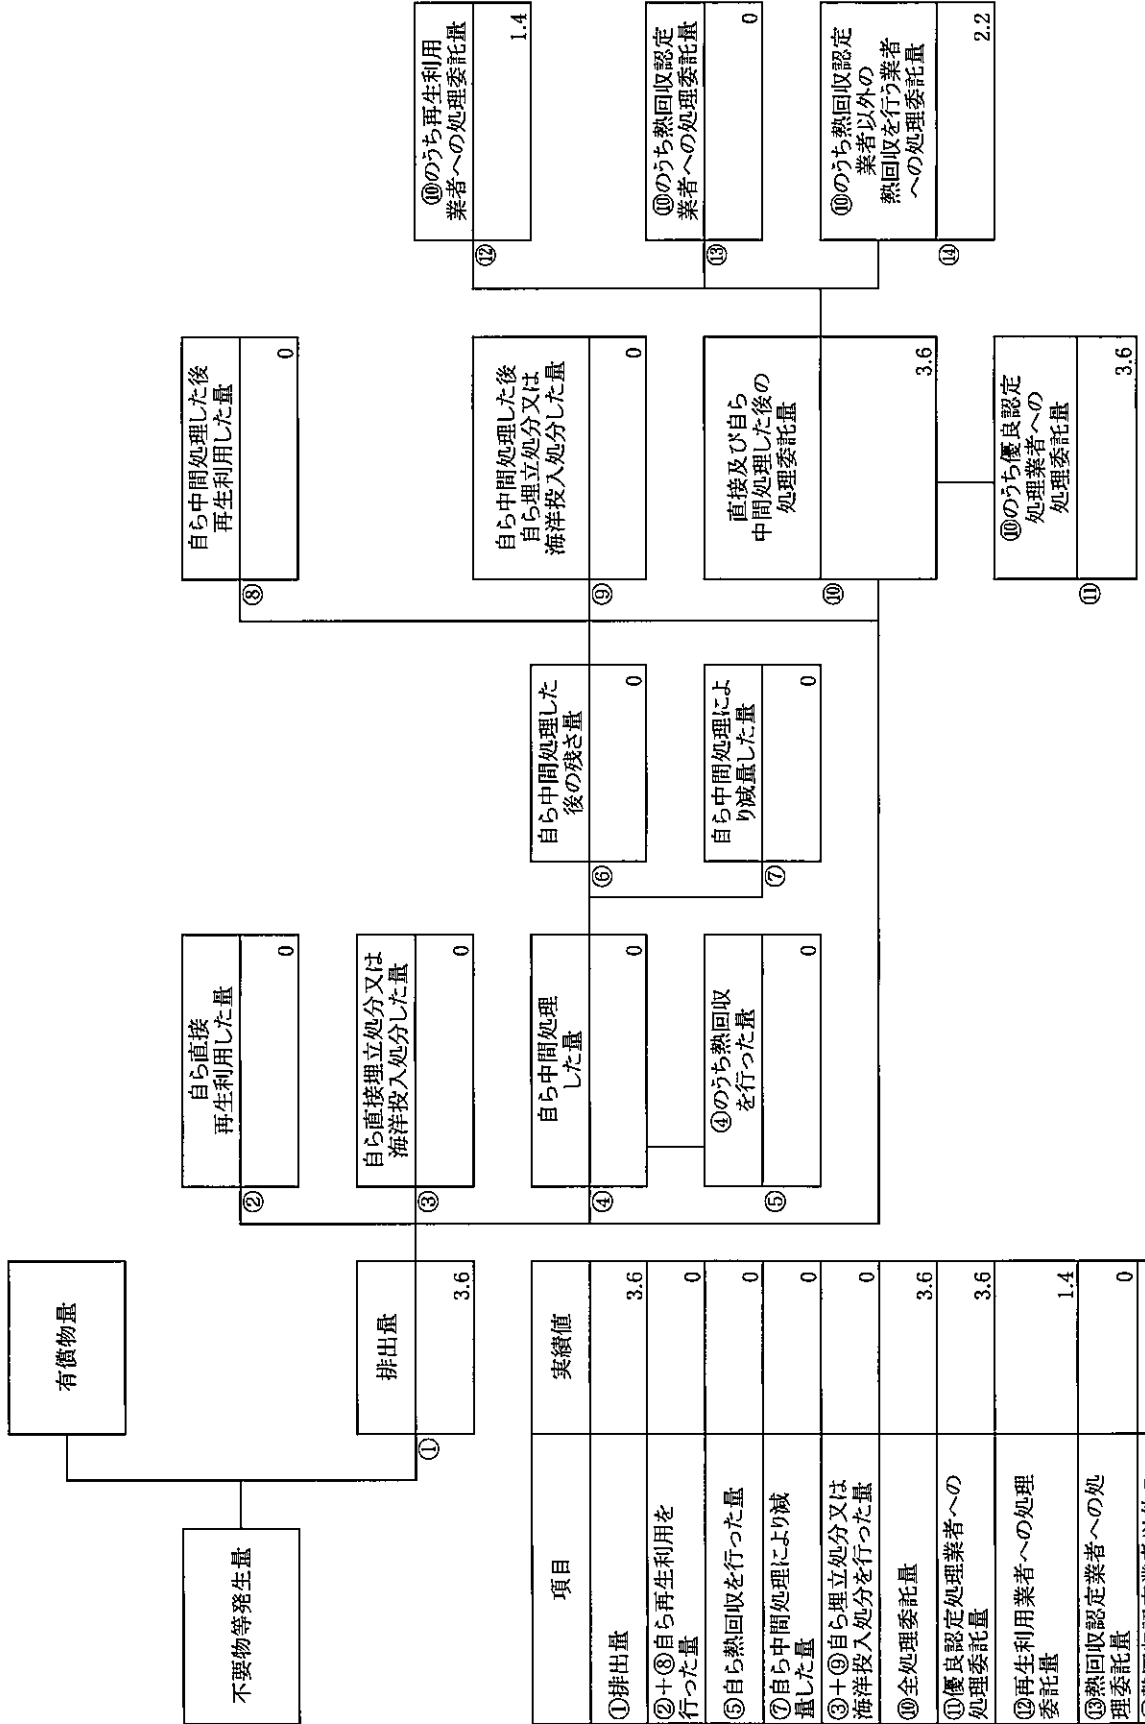 不要物等発生量
有償物量
①
排出量
3.6
②
自ら直接
再生利用した量
0
③
自ら直接埋立処分又は
海洋投入処分した量
0
④
自ら中間処理
した量
0
⑤
④のうち熱回収
を行った量
0
⑥
自ら中間処理した
後の残さ量
0
⑦
自ら中間処理によ
り減量した量
0
⑧
自ら中間処理した後
再生利用した量
0
⑨
自ら中間処理した後
自ら埋立処分又は
海洋投入処分した量
0
⑩
直接及び自ら
中間処理した後の
処理委託量
3.6
⑪
⑩のうち優良認定
処理業者への
処理委託量
3.6
⑫
⑩のうち再生利用
業者への処理委託量
1.4
⑬
⑩のうち熱回収認定
業者への処理委託量
0
⑭
⑩のうち熱回収認定
業者以外の
熱回収を行う業者
への処理委託量
2.2
項目 実績値
①排出量 3.6
②+⑧自ら再生利用を
行った量 0
⑤自ら熱回収を行った量 0
⑦自ら中間処理により減
量した量 0
③+⑨自ら埋立処分又は
海洋投入処分を行った量 0
⑩全処理委託量 3.6
⑪優良認定処理業者への
処理委託量 3.6
⑫再生利用業者への処理
委託量 1.4
⑬熱回収認定業者への処
理委託量 0